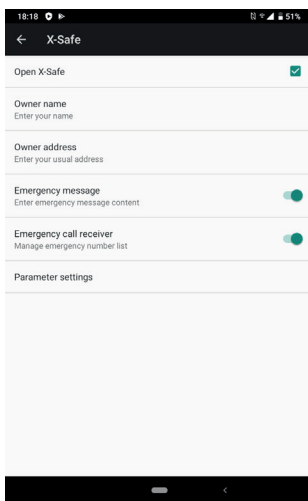 18:18 51%
X-Safe
Open X-Safe
Owner name
Enter your name
Owner address
Enter your usual address
Emergency message
Enter emergency message content
Emergency call receiver
Manage emergency number list
Parameter settings